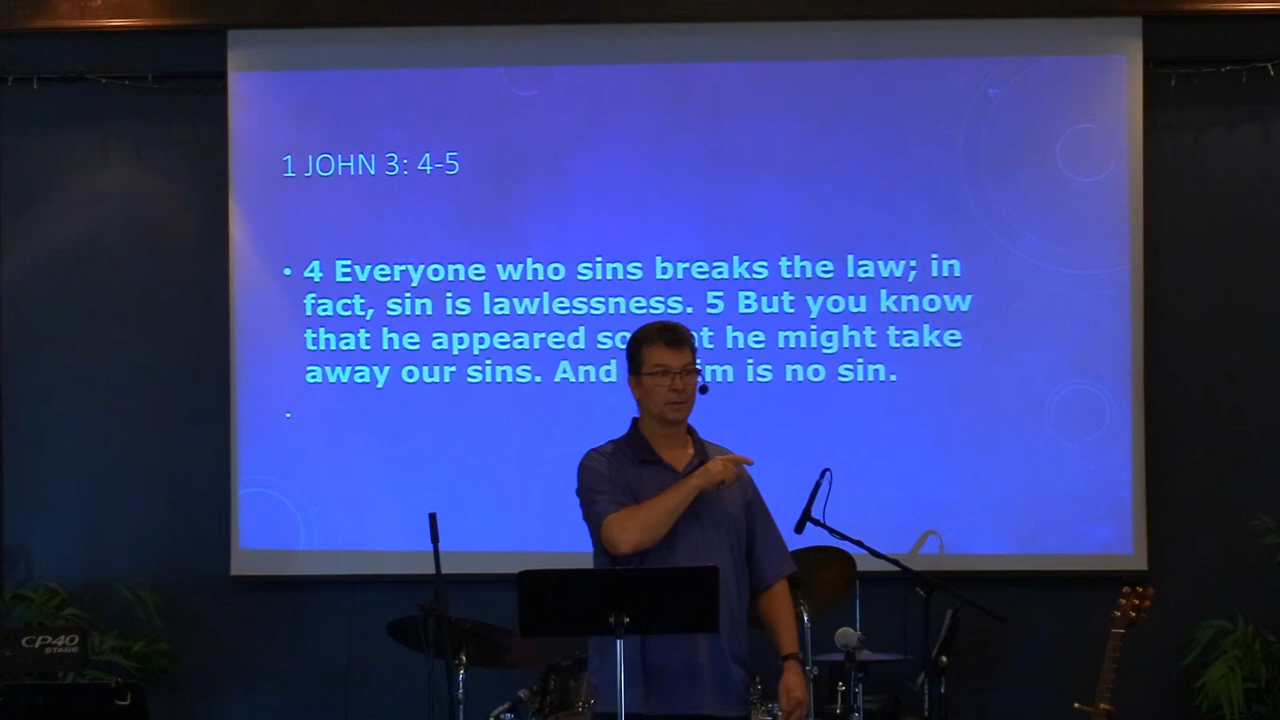 1 JOHN 3: 4-5
• 4 Everyone who sins breaks the law; in
fact, sin is lawlessness. 5 But you know
that he appeared so t he might take
away our sins. And im is no sin.
CP40
STAGE